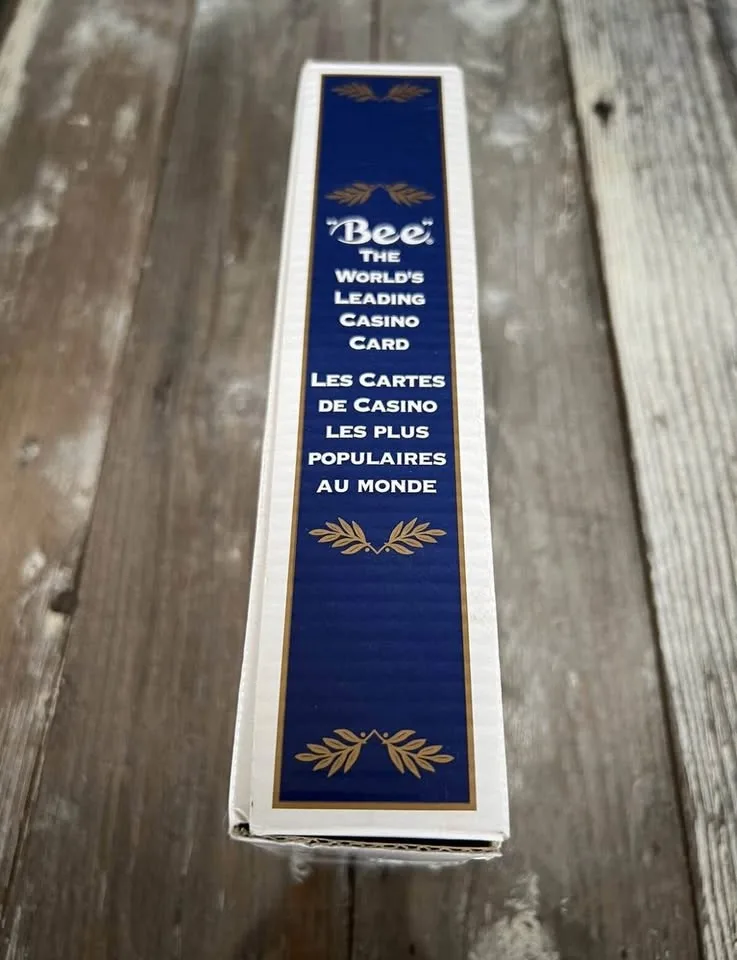 "Bee"®
THE
WORLD'S
LEADING
CASINO
CARD
LES CARTES
DE CASINO
LES PLUS
POPULAIRES
AU MONDE